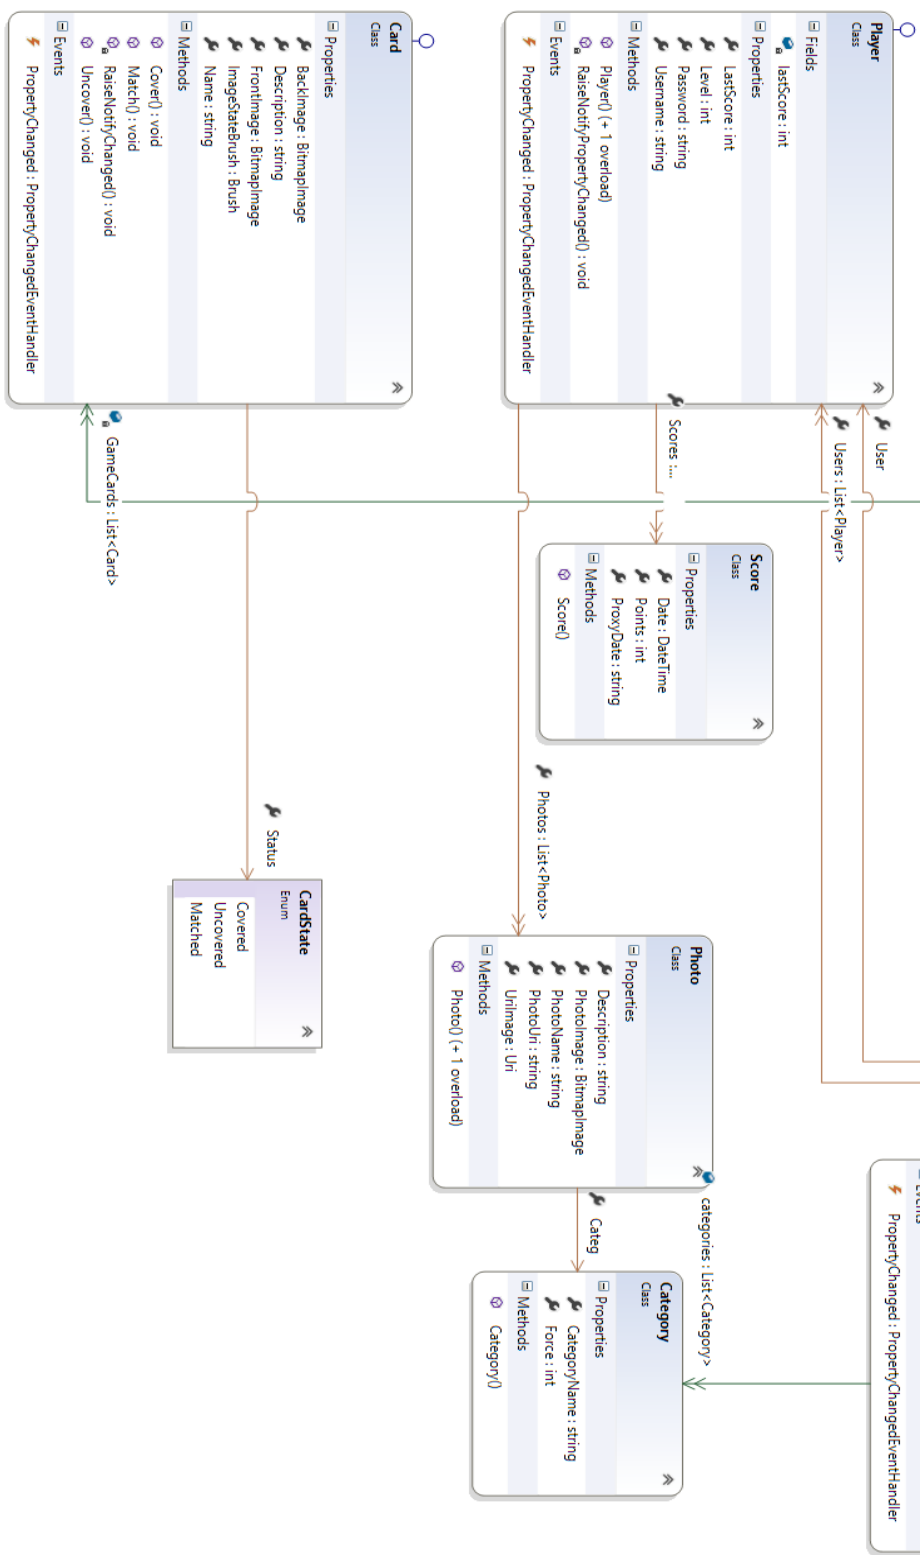 Player
Class
Fields
lastScore : int
Properties
LastScore : int
Level : int
Password : string
Username : string
Methods
Player() (+ 1 overload)
RaiseNotifyPropertyChanged() : void
Events
PropertyChanged : PropertyChangedEventHandler
User
Users : List<Player>
Scores :...
Score
Class
Properties
Date : DateTime
Points : int
ProxyDate : string
Methods
Score()
Photos : List<Photo>
Photo
Class
Properties
Description : string
PhotoImage : BitmapImage
PhotoName : string
PhotoUri : string
UriImage : Uri
Methods
Photo() (+ 1 overload)
categories : List<Category>
Categ
Category
Class
Properties
CategoryName : string
Force : int
Methods
Category()
Events
PropertyChanged : PropertyChangedEventHandler
Card
Class
Properties
BackImage : BitmapImage
Description : string
FrontImage : BitmapImage
ImageStateBrush : Brush
Name : string
Methods
Cover() : void
Match() : void
RaiseNotifyChanged() : void
Uncover() : void
Events
PropertyChanged : PropertyChangedEventHandler
GameCards : List<Card>
Status
CardState
Enum
Covered
Uncovered
Matched